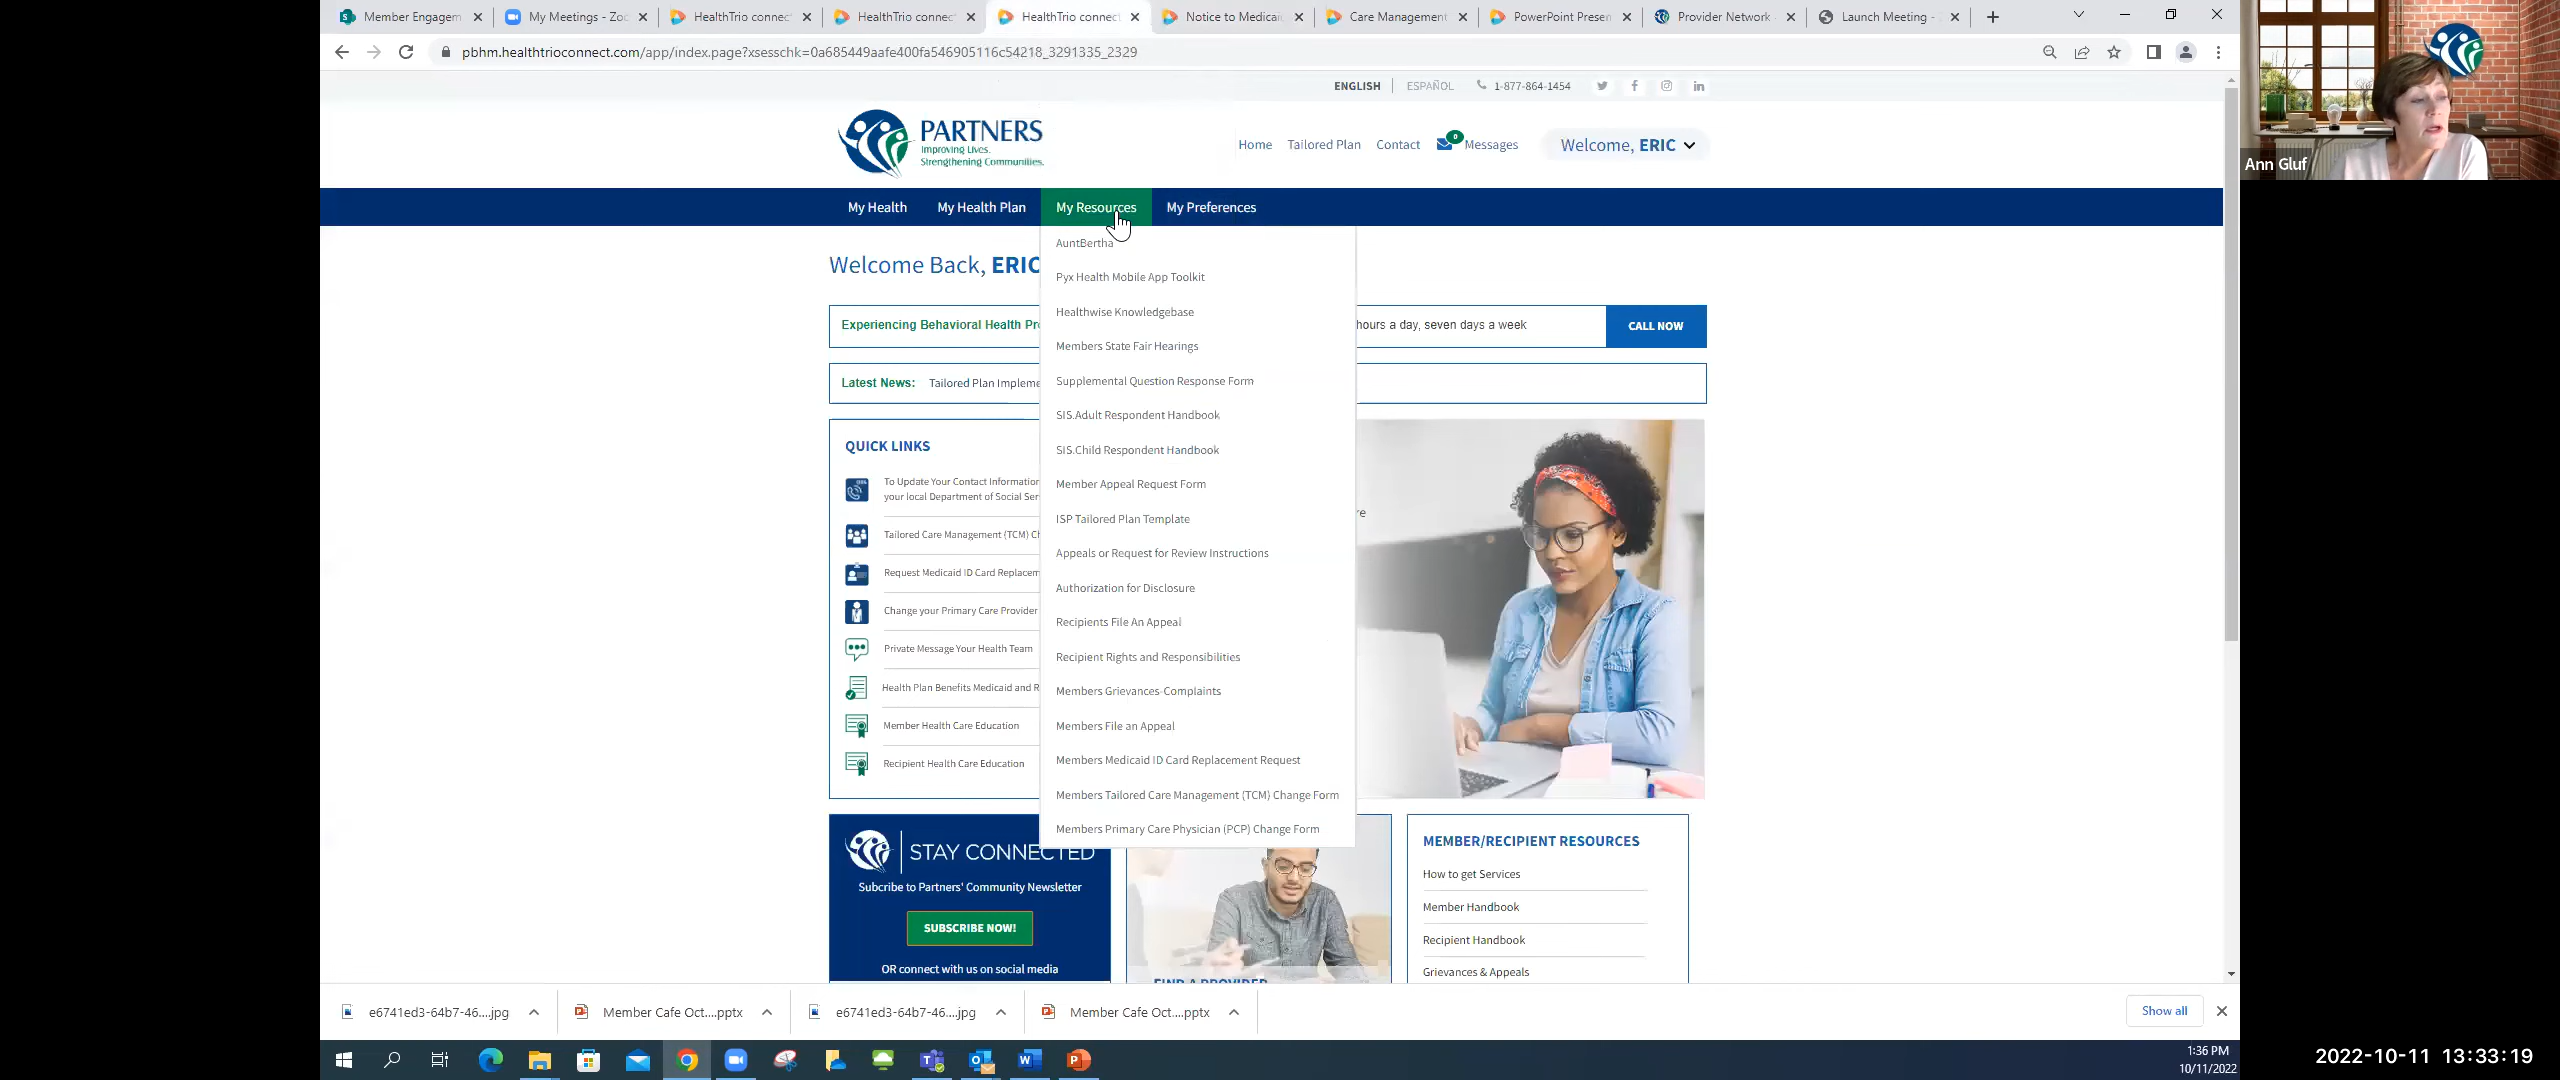 Member Engagem
My Meetings - Zoo
HealthTrio connect
HealthTrio connect
HealthTrio connect
Notice to Medicaid
Care Management
PowerPoint Presen
Provider Network -
Launch Meeting -
pbhm.healthtrioconnect.com/app/index.page?xsesschk=0a685449aafe400fa546905116c54218_3291335_2329
ENGLISH
ESPAÑOL
1-877-864-1454
PARTNERS
Improving Lives.
Strengthening Communities.
Home
Tailored Plan
Contact
0
Messages
Welcome, ERIC
Ann Gluf
My Health
My Health Plan
My Resources
My Preferences
AuntBertha
Pyx Health Mobile App Toolkit
Healthwise Knowledgebase
Members State Fair Hearings
Supplemental Question Response Form
SIS.Adult Respondent Handbook
SIS.Child Respondent Handbook
Member Appeal Request Form
ISP Tailored Plan Template
Appeals or Request for Review Instructions
Authorization for Disclosure
Recipients File An Appeal
Recipient Rights and Responsibilities
Members Grievances-Complaints
Members File an Appeal
Members Medicaid ID Card Replacement Request
Members Tailored Care Management (TCM) Change Form
Members Primary Care Physician (PCP) Change Form
Welcome Back, ERIC
Experiencing Behavioral Health Pr
hours a day, seven days a week
CALL NOW
Latest News:
Tailored Plan Impleme
QUICK LINKS
To Update Your Contact Information
your local Department of Social Ser
Tailored Care Management (TCM) Ch
Request Medicaid ID Card Replacem
Change your Primary Care Provider
Private Message Your Health Team
Health Plan Benefits Medicaid and R
Member Health Care Education
Recipient Health Care Education
re
STAY CONNECTED
Subcribe to Partners' Community Newsletter
SUBSCRIBE NOW!
OR connect with us on social media
FIND A PROVIDER
MEMBER/RECIPIENT RESOURCES
How to get Services
Member Handbook
Recipient Handbook
Grievances & Appeals
e6741ed3-64b7-46....jpg
Member Cafe Oct....pptx
e6741ed3-64b7-46....jpg
Member Cafe Oct....pptx
Show all
1:36 PM
10/11/2022
2022-10-11 13:33:19